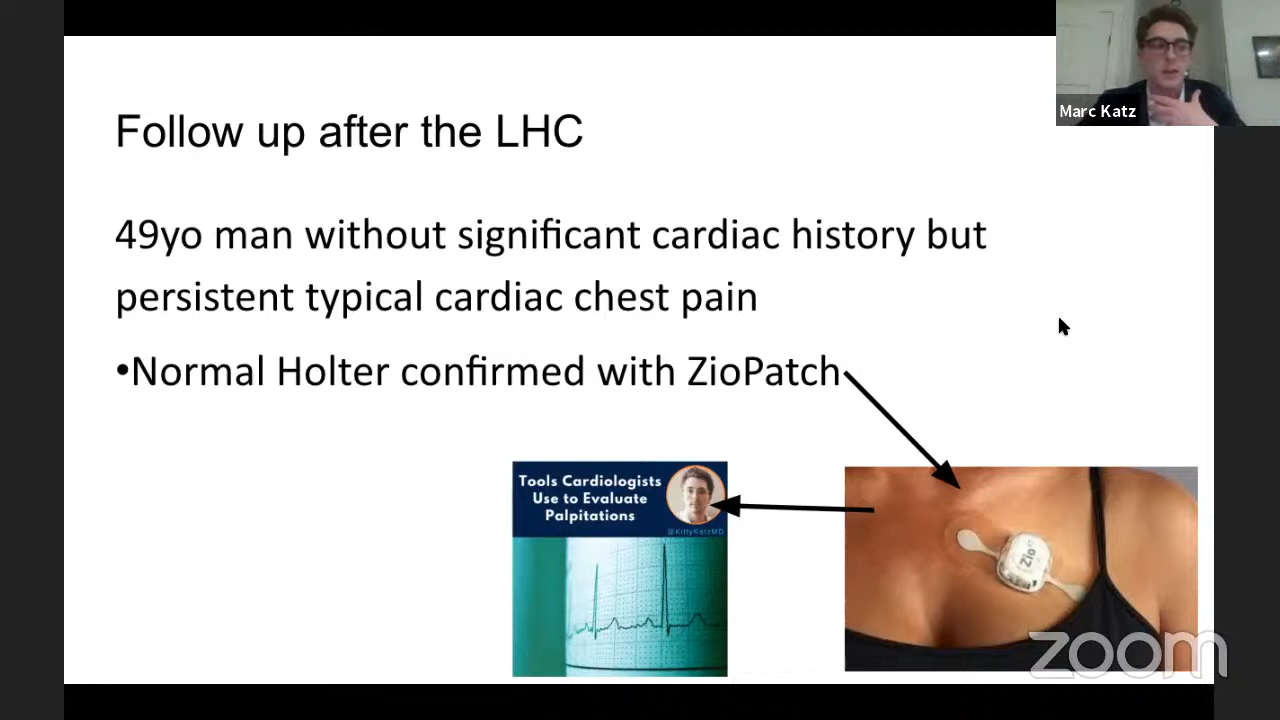 Marc Katz
Follow up after the LHC
49yo man without significant cardiac history but
persistent typical cardiac chest pain
•Normal Holter confirmed with ZioPatch
Tools Cardiologists
Use to Evaluate
Palpitations
@KittyKatzMD
Zio
zoom